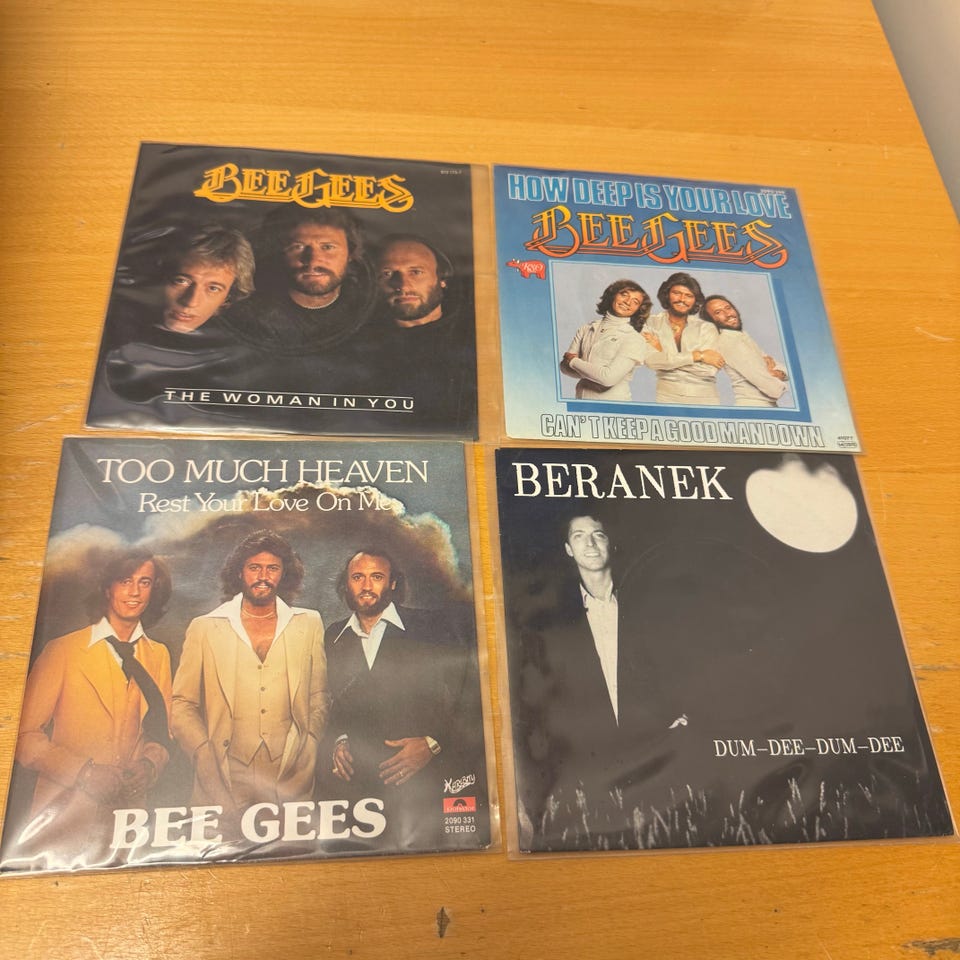 BEE GEES
THE WOMAN IN YOU
HOW DEEP IS YOUR LOVE
BEE GEES
RSO
CAN'T KEEP A GOOD MAN DOWN
TOO MUCH HEAVEN
Rest Your Love On Me
BEE GEES
polydor
2090 331
STEREO
BERANEK
DUM-DEE-DUM-DEE